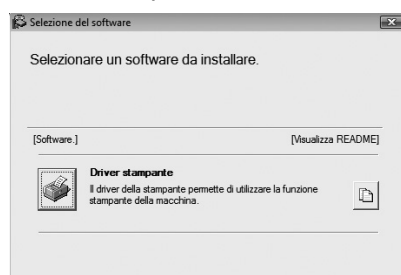 Selezione del software
Selezionare un software da installare.
[Software.] [Visualizza README]
Driver stampante
Il driver della stampante permette di utilizzare la funzione
stampante della macchina.